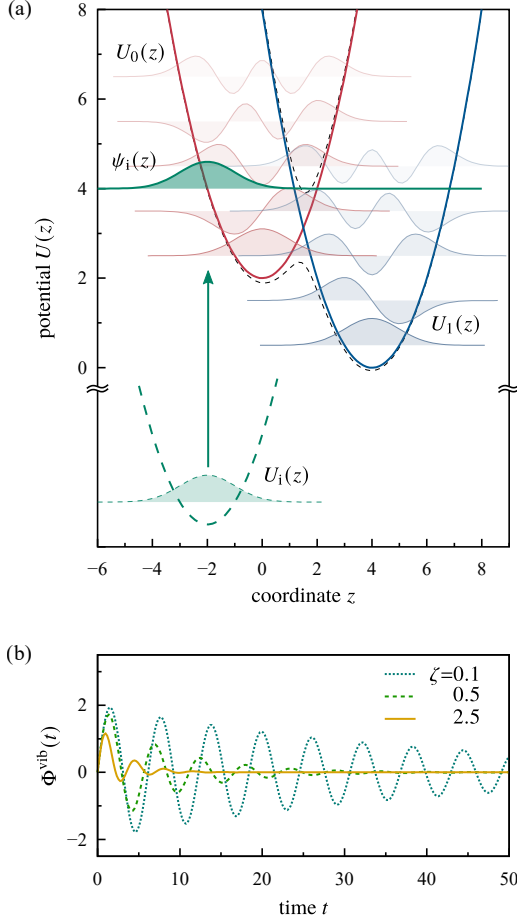 (a)
8
U₀(z)
6
ψᵢ(z)
4
potential U(z)
2
U₁(z)
0
Uᵢ(z)
−6 −4 −2 0 2 4 6 8
coordinate z
(b)
ζ=0.1
2
0.5
2.5
Φᵛⁱᵇ(t)
0
−2
0 10 20 30 40 50
time t